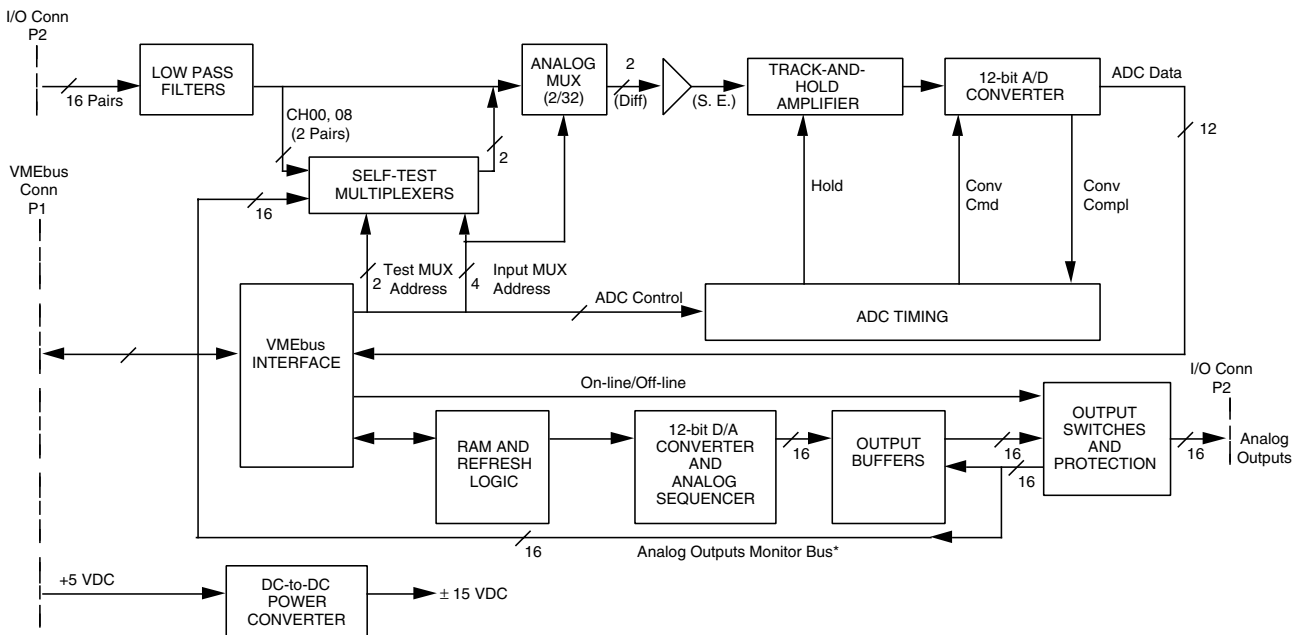 I/O Conn
P2
16 Pairs
LOW PASS
FILTERS
ANALOG
MUX
(2/32)
2
(Diff)
(S. E.)
TRACK-AND-
HOLD
AMPLIFIER
12-bit A/D
CONVERTER
ADC Data
12
CH00, 08
(2 Pairs)
2
SELF-TEST
MULTIPLEXERS
16
VMEbus
Conn
P1
Hold
Conv
Cmd
Conv
Compl
2
Test MUX
Address
4
Input MUX
Address
ADC Control
ADC TIMING
VMEbus
INTERFACE
On-line/Off-line
I/O Conn
P2
RAM AND
REFRESH
LOGIC
12-bit D/A
CONVERTER
AND
ANALOG
SEQUENCER
16
OUTPUT
BUFFERS
16
16
OUTPUT
SWITCHES
AND
PROTECTION
16
Analog
Outputs
16
Analog Outputs Monitor Bus*
+5 VDC
DC-to-DC
POWER
CONVERTER
± 15 VDC